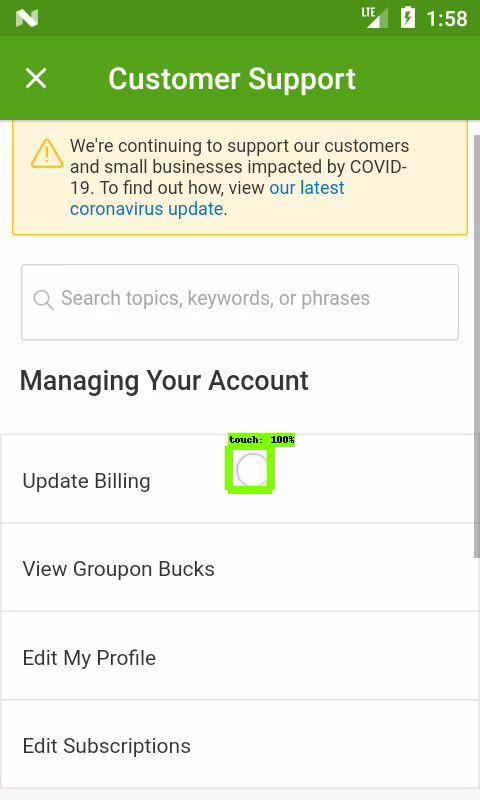 LTE 1:58
Customer Support
We're continuing to support our customers
and small businesses impacted by COVID-
19. To find out how, view our latest
coronavirus update.
Search topics, keywords, or phrases
Managing Your Account
touch: 100%
Update Billing
View Groupon Bucks
Edit My Profile
Edit Subscriptions